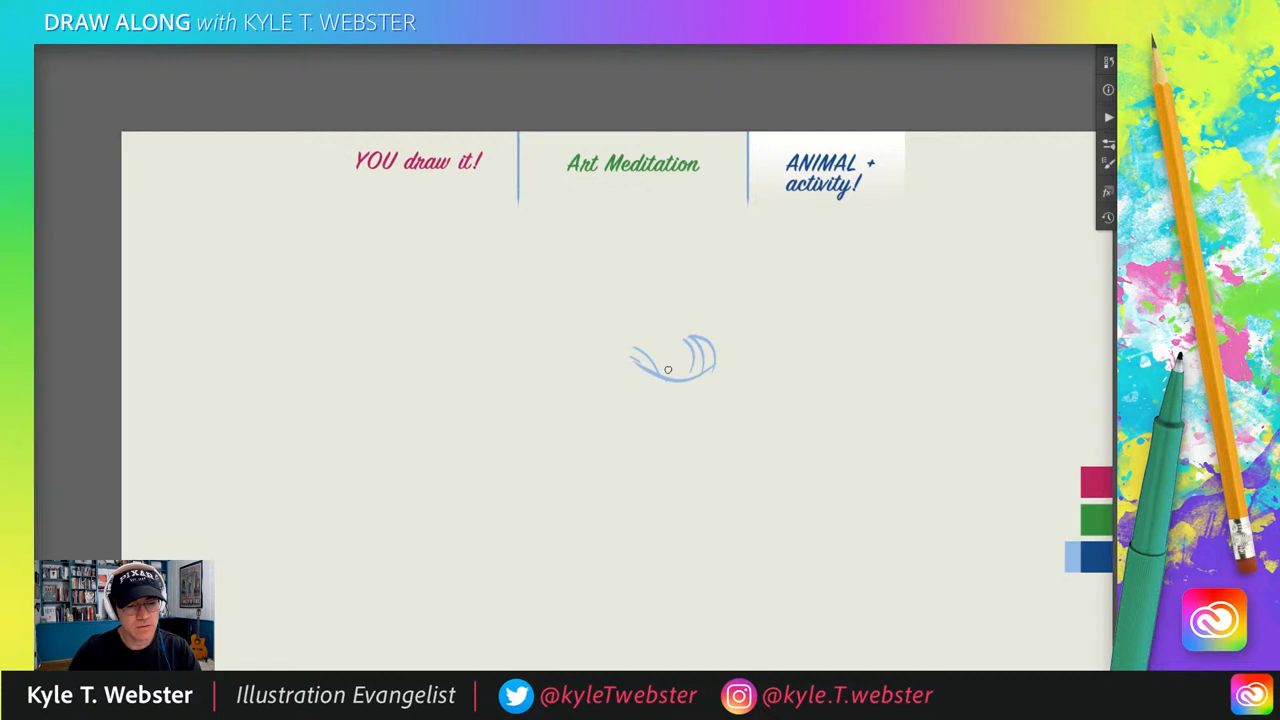 DRAW ALONG with KYLE T. WEBSTER
YOU draw it!
Art Meditation
ANIMAL +
activity!
PIXAR
Kyle T. Webster | Illustration Evangelist | @kyleTwebster @kyle.T.webster